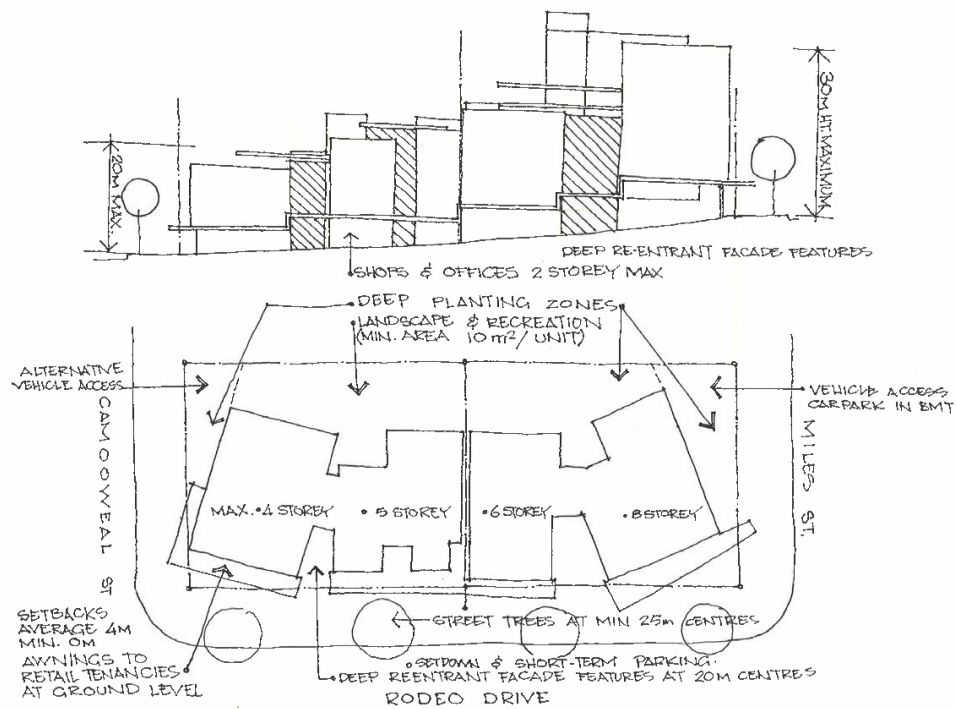 20M MAX.
30M HT. MAXIMUM
DEEP RE-ENTRANT FACADE FEATURES
SHOPS & OFFICES 2 STOREY MAX
DEEP PLANTING ZONES
LANDSCAPE & RECREATION
(MIN. AREA 10m²/UNIT)
ALTERNATIVE
VEHICLE ACCESS
VEHICLE ACCESS
CARPARK IN BMT
CAMOOWEAL ST
MILES ST.
MAX. 4 STOREY
5 STOREY
6 STOREY
8 STOREY
SETBACKS
AVERAGE 4M
MIN. 0M
AWNINGS TO
RETAIL TENANCIES
AT GROUND LEVEL
STREET TREES AT MIN 25m CENTRES
SETDOWN & SHORT-TERM PARKING.
DEEP REENTRANT FACADE FEATURES AT 20M CENTRES
RODEO DRIVE